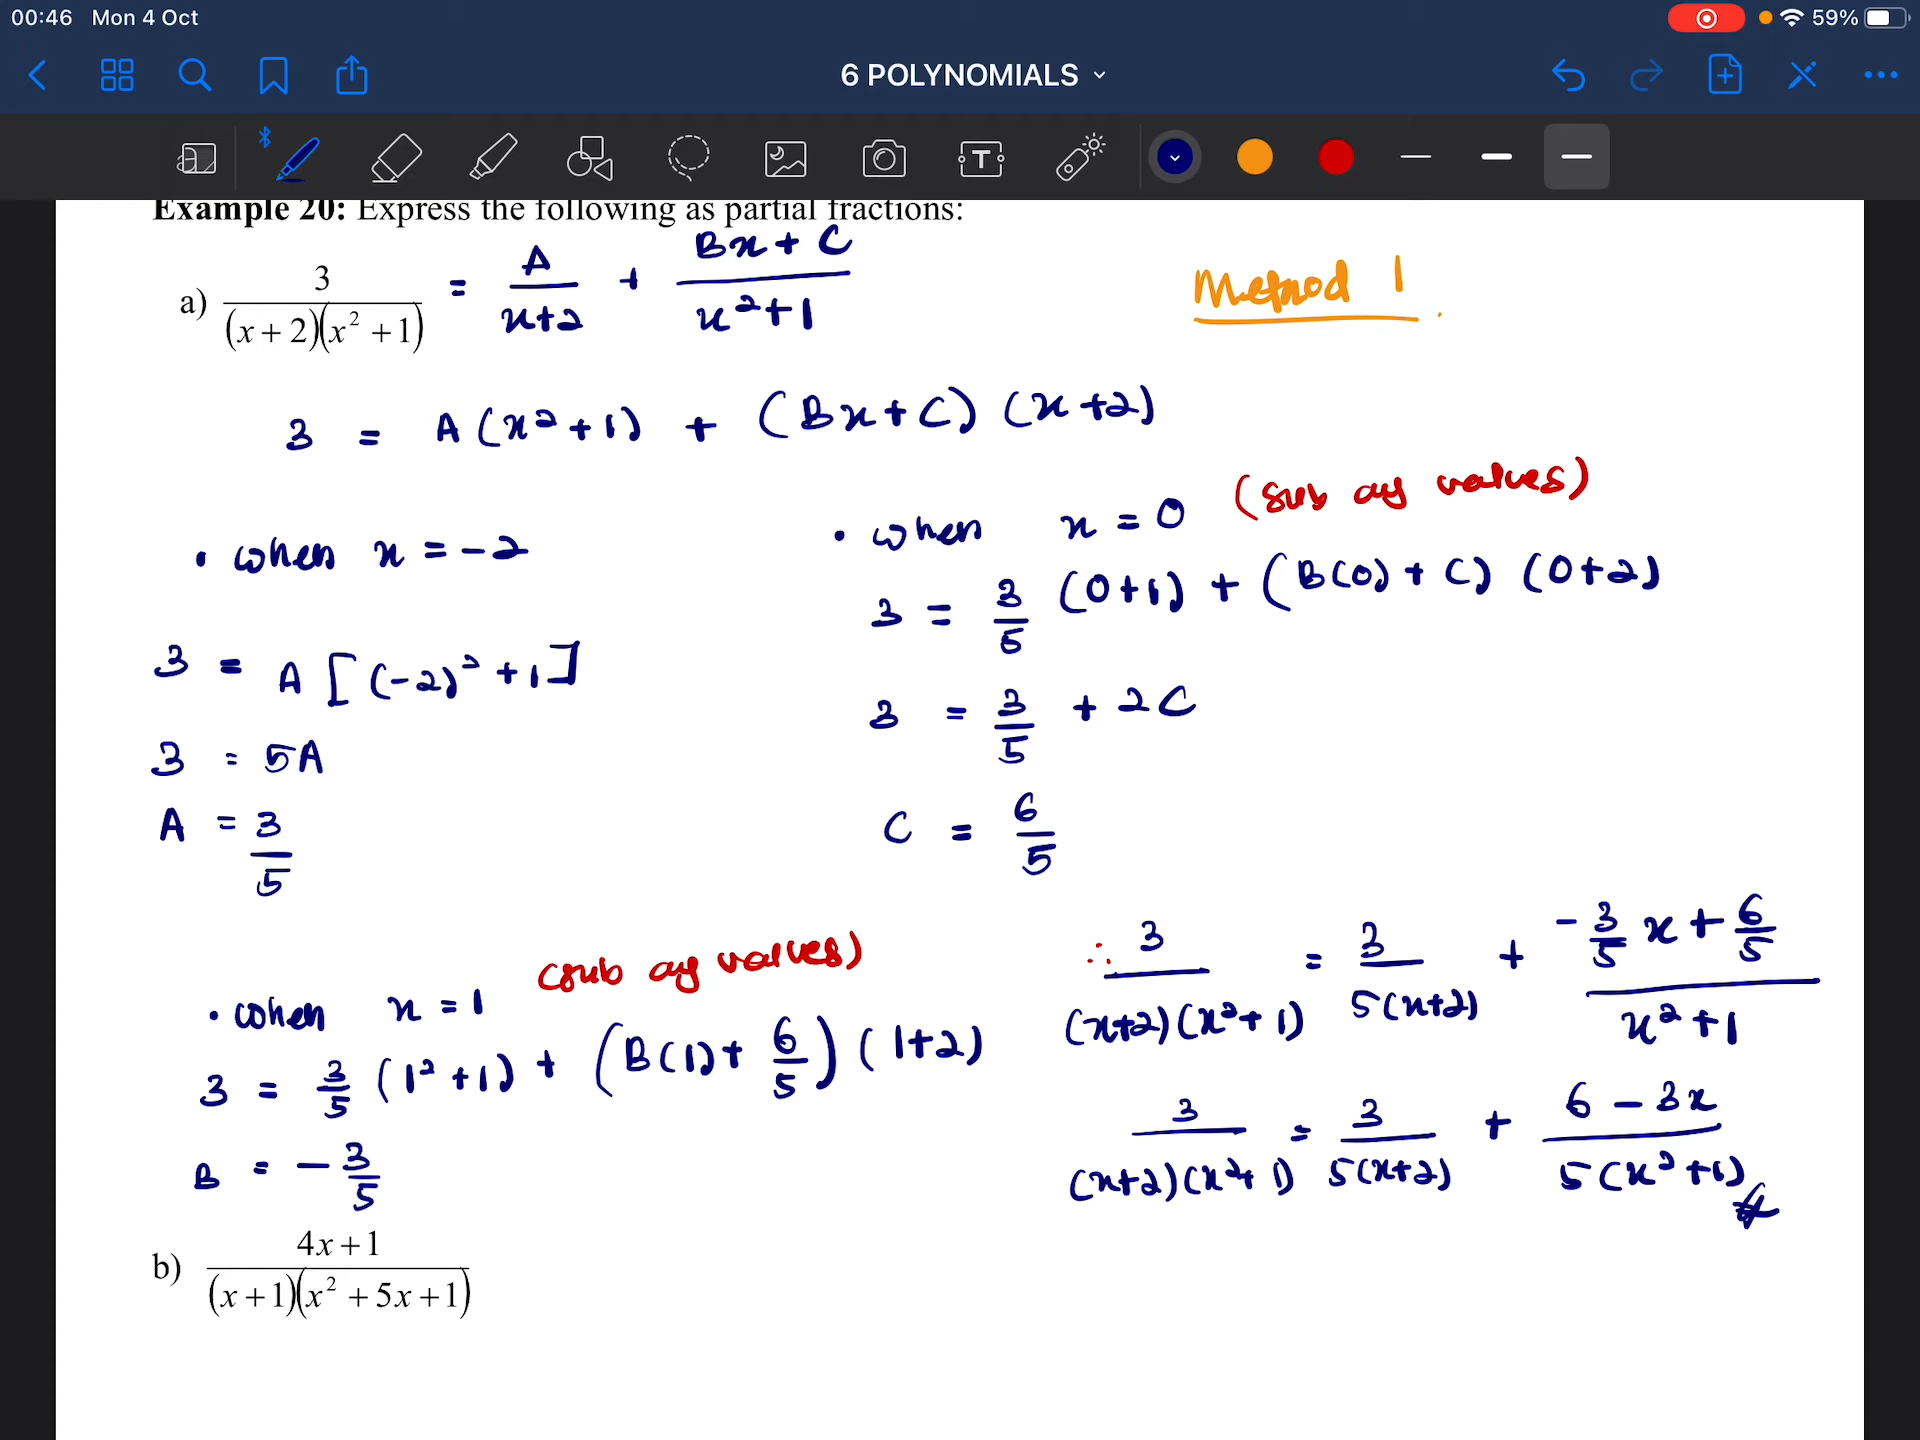 00:46 Mon 4 Oct 59%
6 POLYNOMIALS
Example 20: Express the following as partial fractions:
a) 3/((x + 2)(x² + 1)) = A/(x+2) + (Bx + C)/(x²+1)
Method 1
3 = A(x²+1) + (Bx+C)(x+2)
• when x = -2
3 = A[(-2)²+1]
3 = 5A
A = 3/5
• when x = 0 (sub any values)
3 = 3/5 (0+1) + (B(0) + C)(0+2)
3 = 3/5 + 2C
C = 6/5
• when x = 1 (sub any values)
3 = 3/5 (1²+1) + (B(1) + 6/5)(1+2)
B = -3/5
∴ 3/((x+2)(x²+1)) = 3/(5(x+2)) + (-3/5 x + 6/5)/(x²+1)
3/((x+2)(x²+1)) = 3/(5(x+2)) + (6 - 3x)/(5(x²+1))
b) (4x + 1)/((x + 1)(x² + 5x + 1))